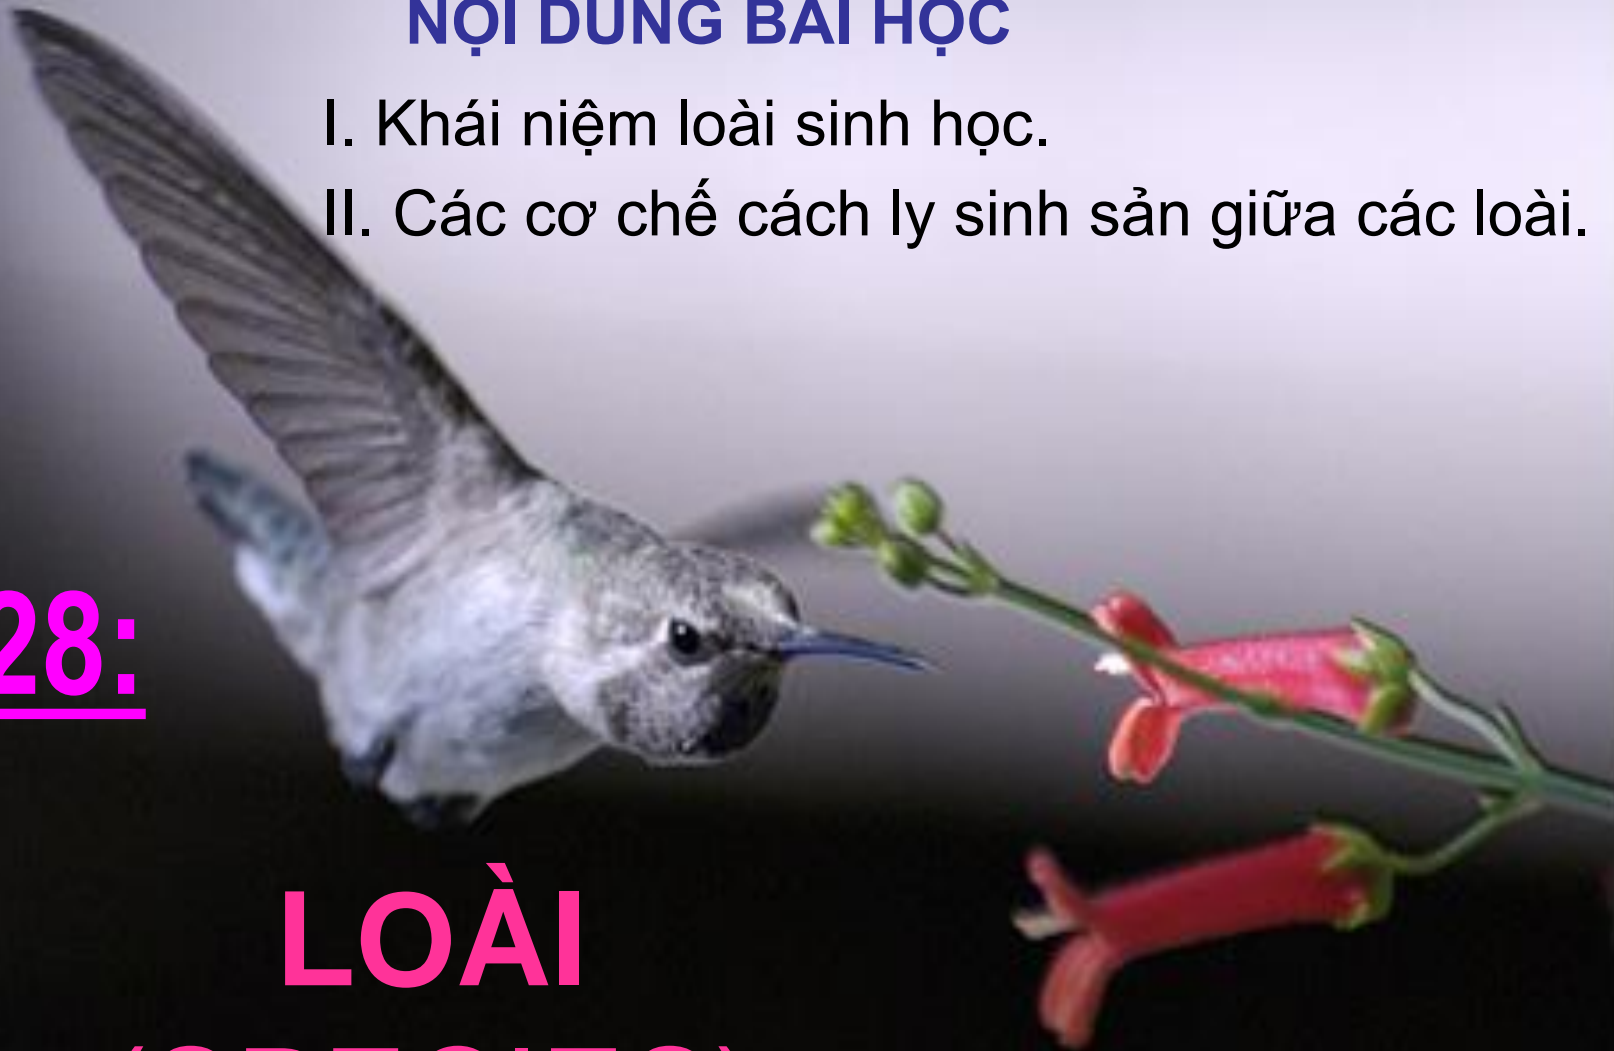 NỘI DUNG BÀI HỌC
I. Khái niệm loài sinh học.
II. Các cơ chế cách ly sinh sản giữa các loài.
28:
LOÀI
(SPECIES)